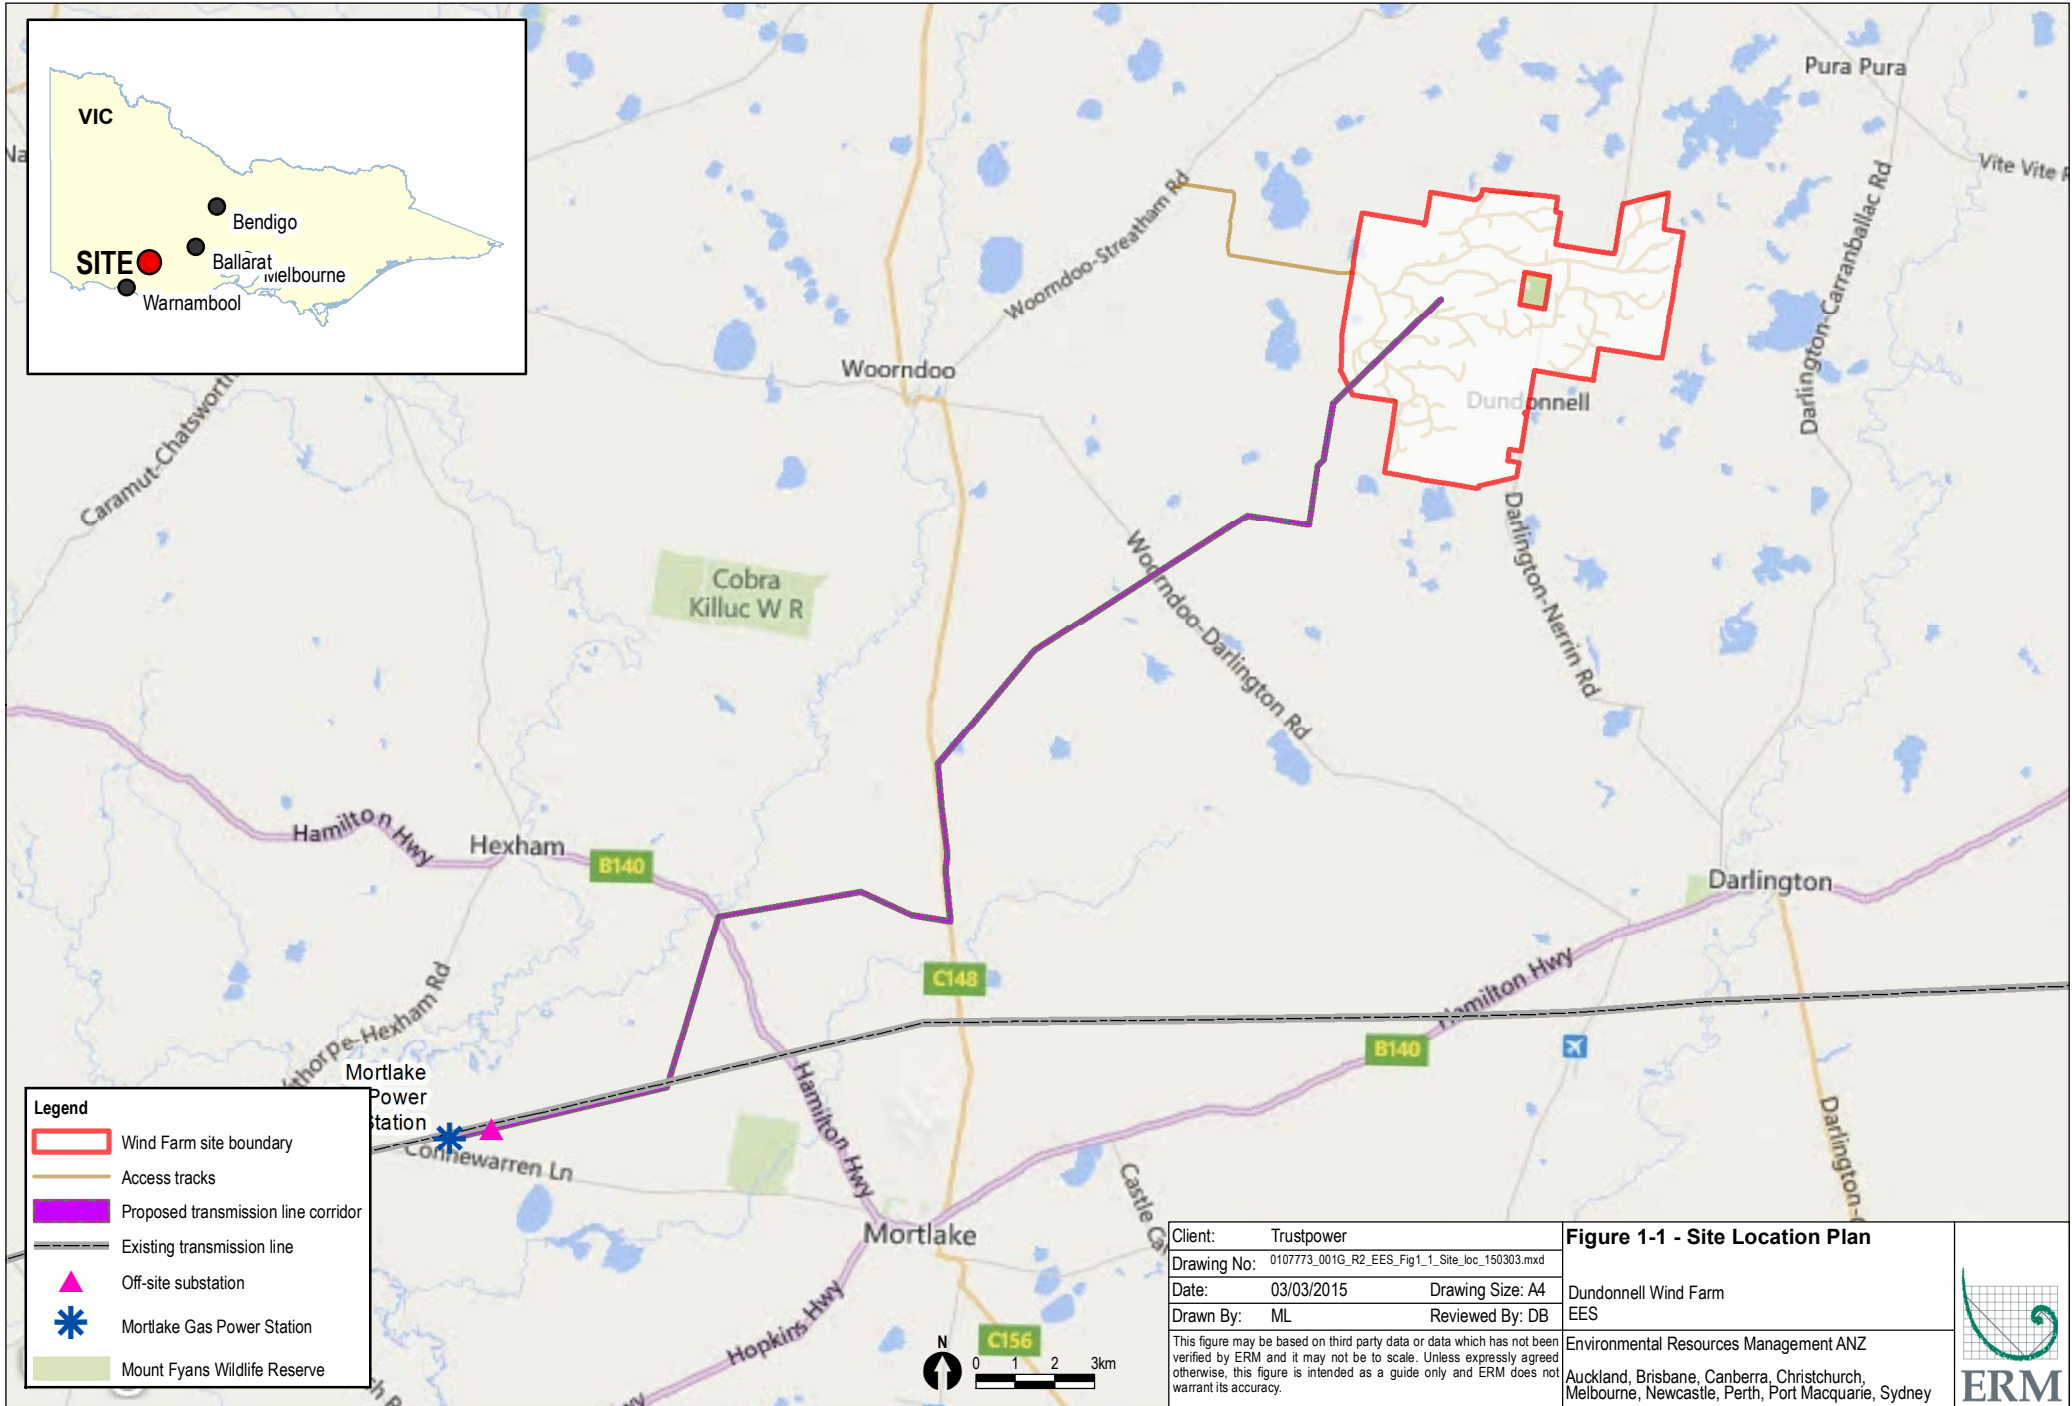 VIC
Bendigo
Ballarat
Melbourne
SITE
Warnambool
Pura Pura
Vite Vite
Woorndoo-Streatham Rd
Darlington-Carranballac Rd
Woorndoo
Dundonnell
Caramut-Chatsworth
Cobra
Killuc W R
Woorndoo-Darlington Rd
Darlington-Nerrin Rd
Hamilton Hwy
Hexham
B140
Darlington
C148
Hamilton Hwy
B140
Hexham Rd
Mortlake
Power
Station
Connewarren Ln
Hamilton Hwy
Mortlake
Castle
Darlington-
Hopkins Hwy
C156
N
0 1 2 3km
Legend
Wind Farm site boundary
Access tracks
Proposed transmission line corridor
Existing transmission line
Off-site substation
Mortlake Gas Power Station
Mount Fyans Wildlife Reserve
Client: Trustpower
Drawing No: 0107773_001G_R2_EES_Fig1_1_Site_loc_150303.mxd
Date: 03/03/2015 Drawing Size: A4
Drawn By: ML Reviewed By: DB
This figure may be based on third party data or data which has not been
verified by ERM and it may not be to scale. Unless expressly agreed
otherwise, this figure is intended as a guide only and ERM does not
warrant its accuracy.
Figure 1-1 - Site Location Plan
Dundonnell Wind Farm
EES
Environmental Resources Management ANZ
Auckland, Brisbane, Canberra, Christchurch,
Melbourne, Newcastle, Perth, Port Macquarie, Sydney
ERM